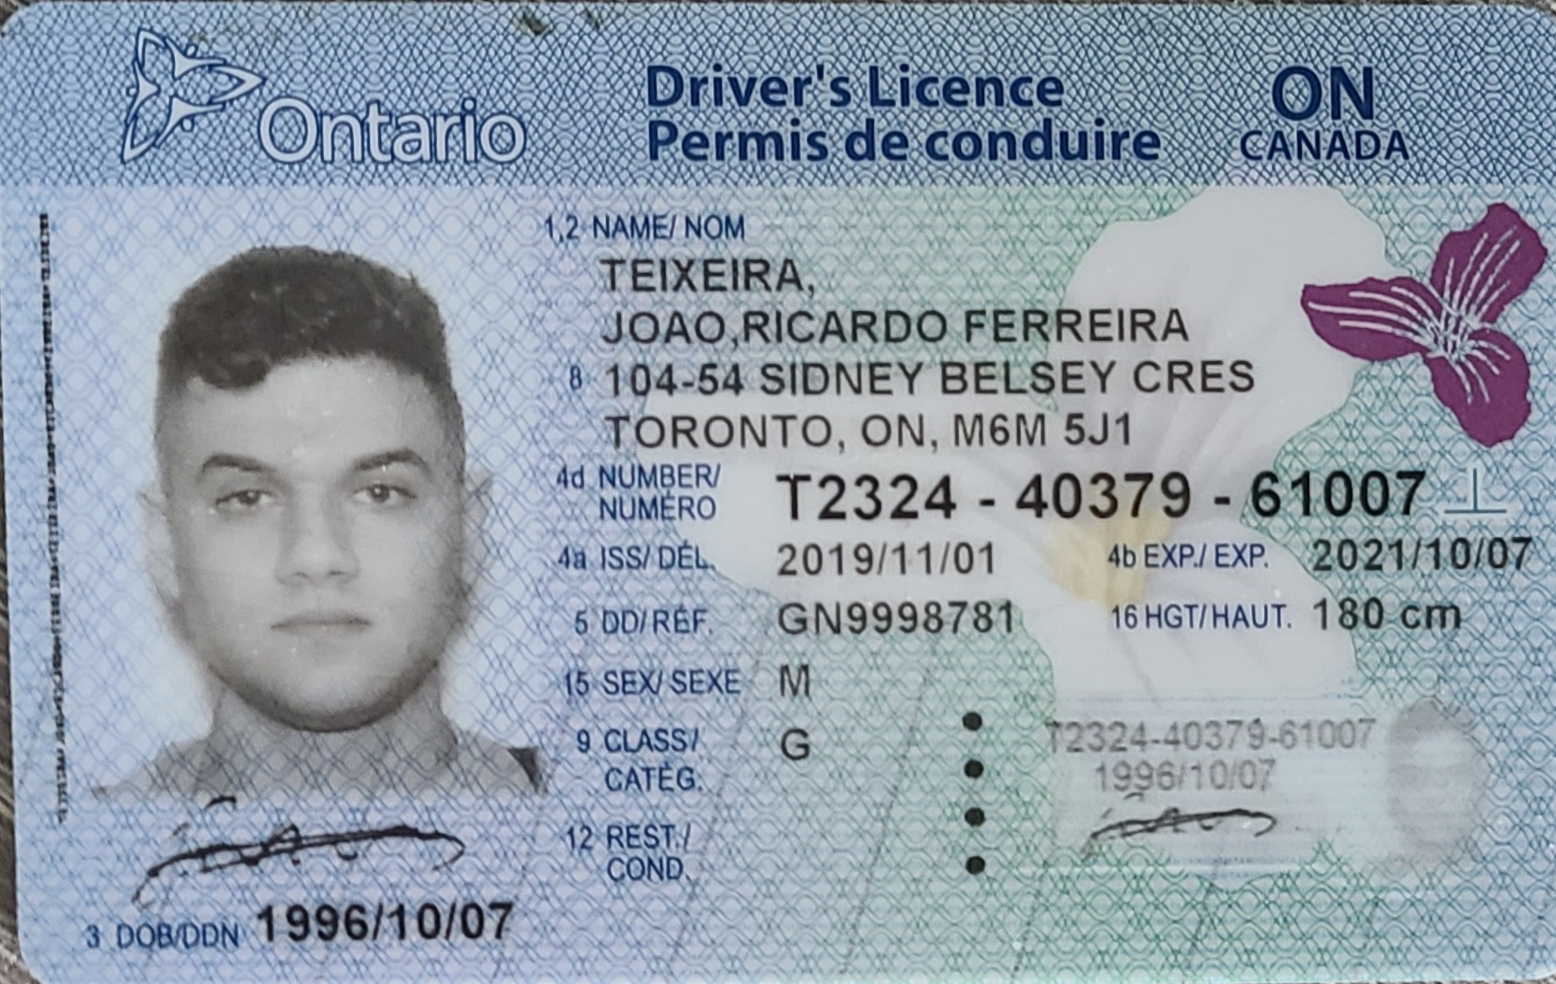 Ontario
Driver's Licence
Permis de conduire
ON
CANADA
1,2 NAME/ NOM
TEIXEIRA,
JOAO,RICARDO FERREIRA
8 104-54 SIDNEY BELSEY CRES
TORONTO, ON, M6M 5J1
4d NUMBER/ NUMÉRO T2324 - 40379 - 61007
4a ISS/ DÉL. 2019/11/01 4b EXP./ EXP. 2021/10/07
5 DD/RÉF. GN9998781 16 HGT/HAUT. 180 cm
15 SEX/ SEXE M
9 CLASS/ CATÉG. G
12 REST./ COND.
T2324-40379-61007
1996/10/07
3 DOB/DDN 1996/10/07